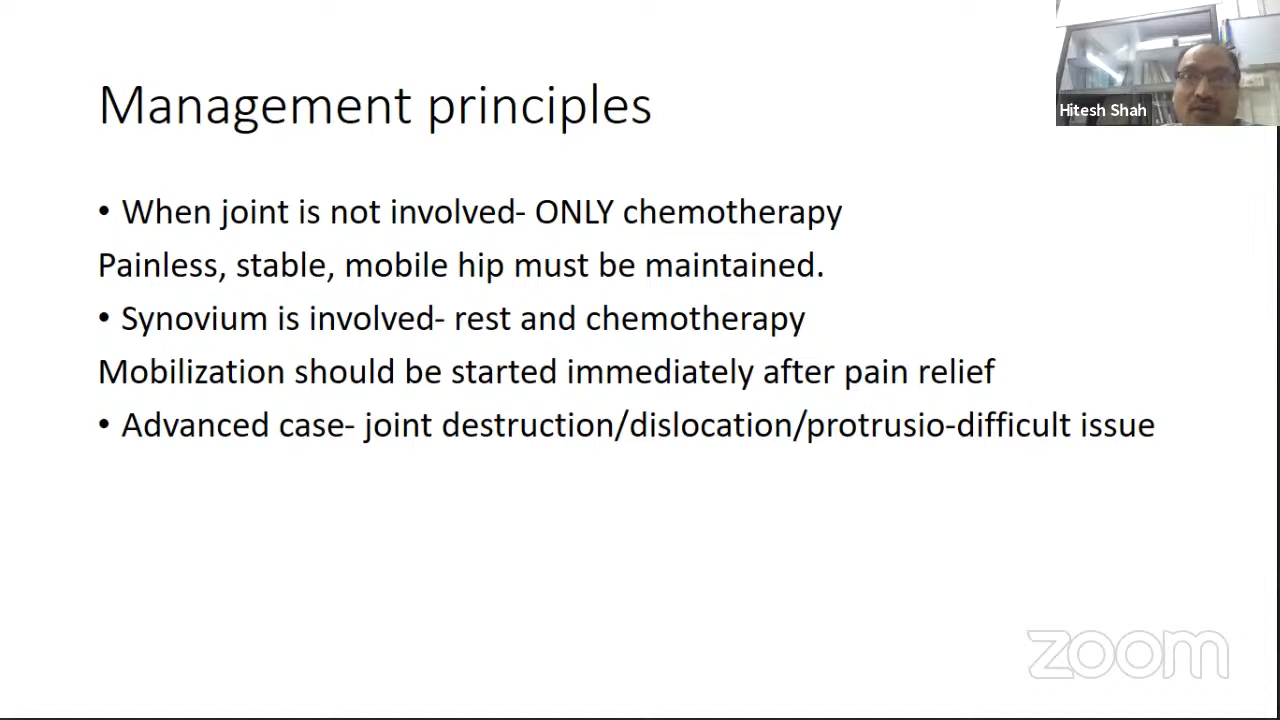 Management principles
Hitesh Shah
• When joint is not involved- ONLY chemotherapy
Painless, stable, mobile hip must be maintained.
• Synovium is involved- rest and chemotherapy
Mobilization should be started immediately after pain relief
• Advanced case- joint destruction/dislocation/protrusio-difficult issue
zoom